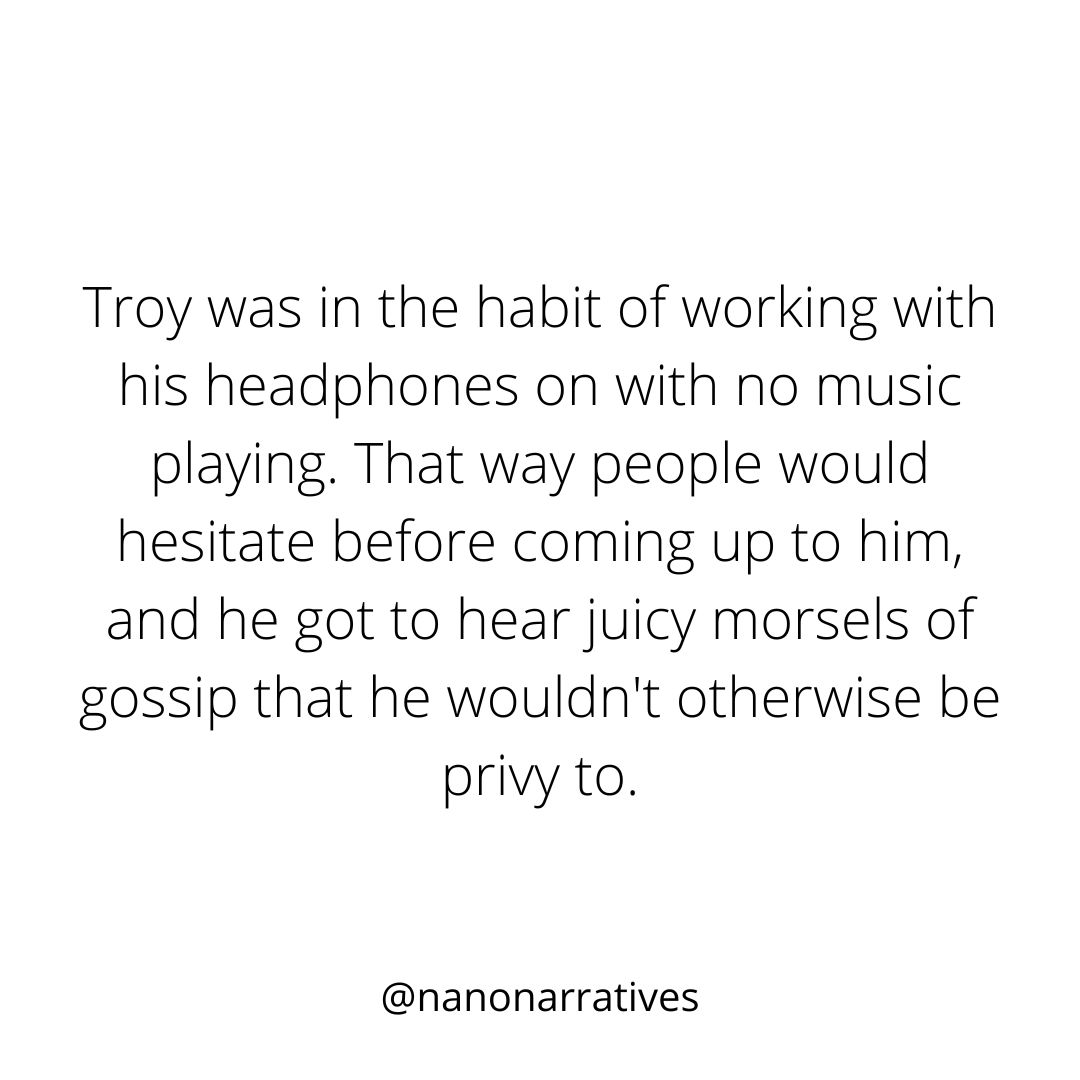 Troy was in the habit of working with
his headphones on with no music
playing. That way people would
hesitate before coming up to him,
and he got to hear juicy morsels of
gossip that he wouldn't otherwise be
privy to.
@nanonarratives